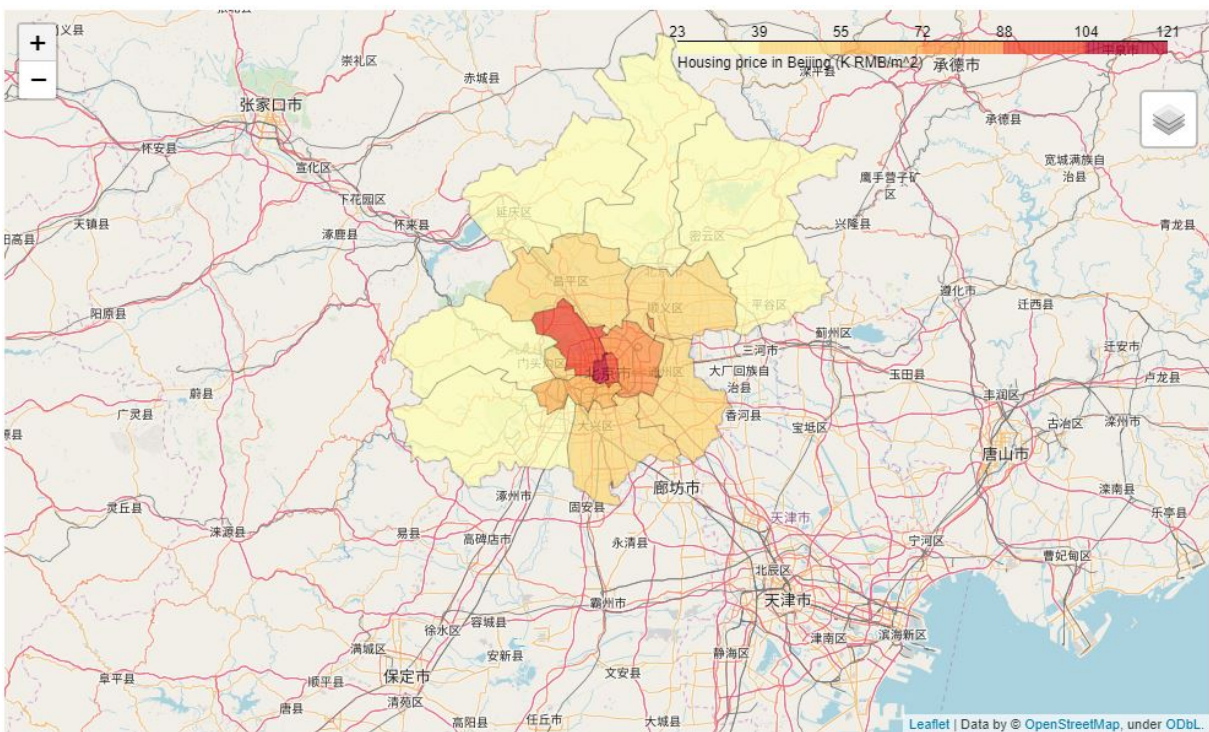 +
−
23 39 55 72 88 104 121
Housing price in Beijing (K RMB/m^2)
崇礼区
赤城县
滦平县
承德市
平泉市
张家口市
承德县
怀安县
宣化区
宽城满族自
治县
鹰手营子矿
区
下花园区
延庆区
天镇县
怀来县
兴隆县
青龙县
涿鹿县
密云区
昌平区
遵化市
顺义区
迁西县
平谷区
阳原县
蓟州区
三河市
迁安市
门头沟区
北京市
通州区
大厂回族自
治县
玉田县
卢龙县
蔚县
丰润区
广灵县
香河县
古冶区
滦州市
大兴区
宝坻区
唐山市
廊坊市
涿州市
滦南县
灵丘县
固安县
乐亭县
涞源县
天津市
易县
高碑店市
永清县
宁河区
曹妃甸区
北辰区
霸州市
天津市
容城县
徐水区
津南区
滨海新区
满城区
安新县
静海区
保定市
文安县
阜平县
顺平县
清苑区
唐县
高阳县
任丘市
大城县
Leaflet | Data by © OpenStreetMap, under ODbL.